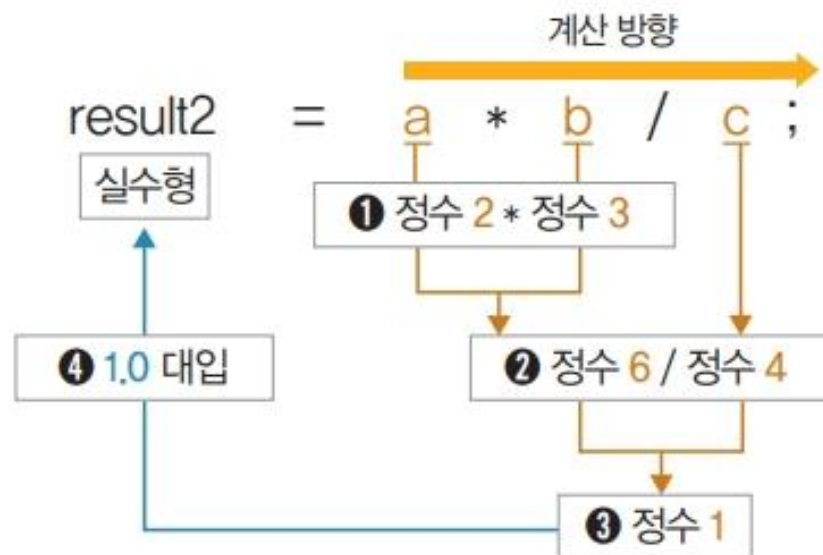 계산 방향
result2 = a * b / c ;
실수형
❶ 정수 2 * 정수 3
❹ 1.0 대입
❷ 정수 6 / 정수 4
❸ 정수 1